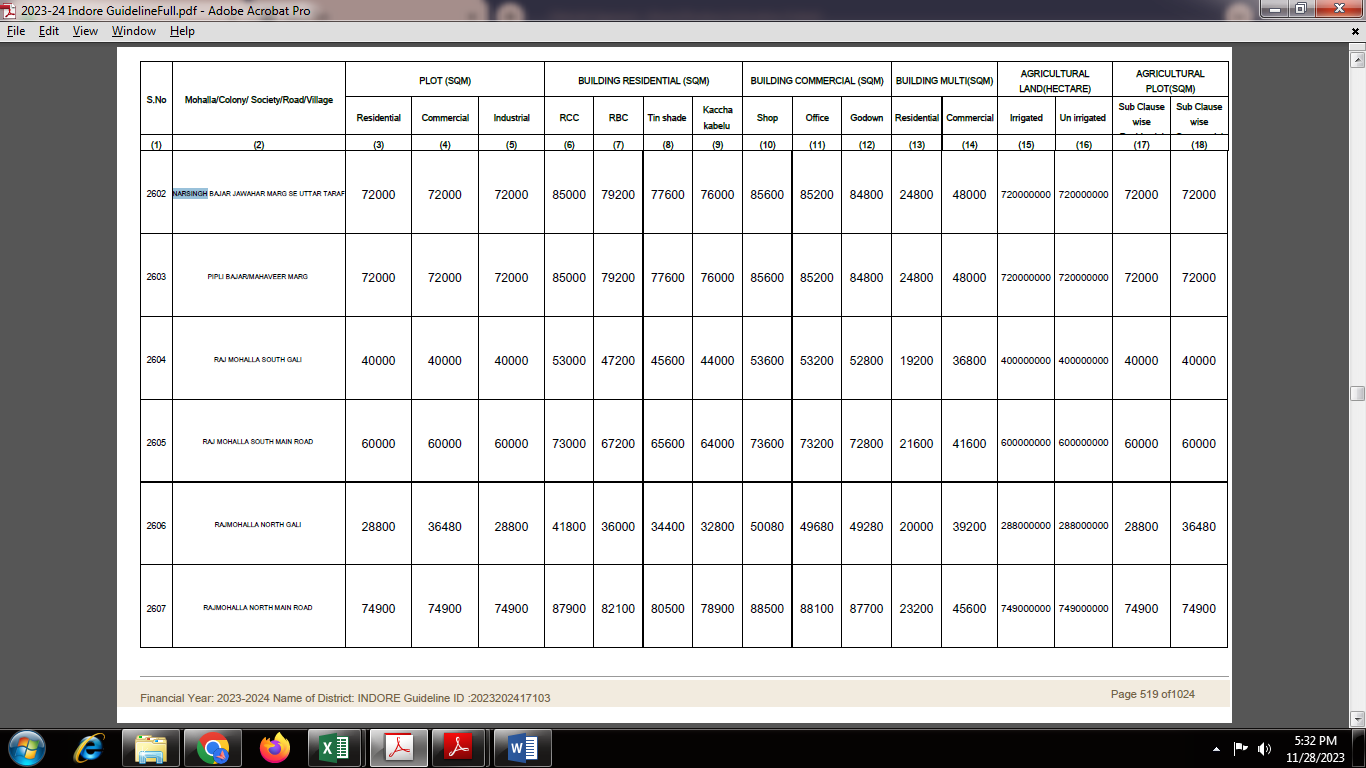 2023-24 Indore GuidelineFull.pdf - Adobe Acrobat Pro
File Edit View Window Help
S.No Mohalla/Colony/ Society/Road/Village PLOT (SQM) BUILDING RESIDENTIAL (SQM) BUILDING COMMERCIAL (SQM) BUILDING MULTI(SQM) AGRICULTURAL LAND(HECTARE) AGRICULTURAL PLOT(SQM)
Residential Commercial Industrial RCC RBC Tin shade Kaccha kabelu Shop Office Godown Residential Commercial Irrigated Un irrigated Sub Clause wise Sub Clause wise
(1) (2) (3) (4) (5) (6) (7) (8) (9) (10) (11) (12) (13) (14) (15) (16) (17) (18)
2602 NARSINGH BAJAR JAWAHAR MARG SE UTTAR TARAF 72000 72000 72000 85000 79200 77600 76000 85600 85200 84800 24800 48000 720000000 720000000 72000 72000
2603 PIPLI BAJAR/MAHAVEER MARG 72000 72000 72000 85000 79200 77600 76000 85600 85200 84800 24800 48000 720000000 720000000 72000 72000
2604 RAJ MOHALLA SOUTH GALI 40000 40000 40000 53000 47200 45600 44000 53600 53200 52800 19200 36800 400000000 400000000 40000 40000
2605 RAJ MOHALLA SOUTH MAIN ROAD 60000 60000 60000 73000 67200 65600 64000 73600 73200 72800 21600 41600 600000000 600000000 60000 60000
2606 RAJMOHALLA NORTH GALI 28800 36480 28800 41800 36000 34400 32800 50080 49680 49280 20000 39200 288000000 288000000 28800 36480
2607 RAJMOHALLA NORTH MAIN ROAD 74900 74900 74900 87900 82100 80500 78900 88500 88100 87700 23200 45600 749000000 749000000 74900 74900
Financial Year: 2023-2024 Name of District: INDORE Guideline ID :2023202417103
Page 519 of1024
5:32 PM
11/28/2023